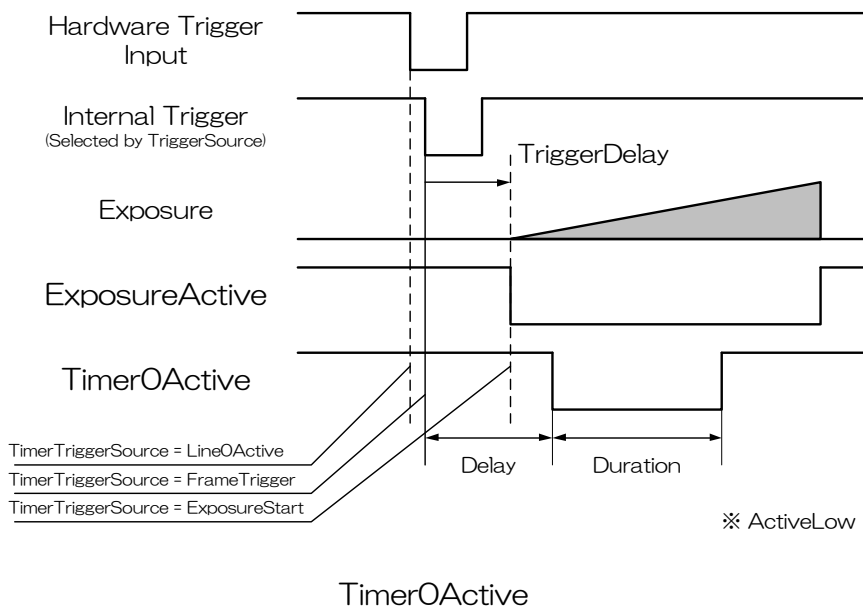 Hardware Trigger
Input
Internal Trigger
(Selected by TriggerSource)
TriggerDelay
Exposure
ExposureActive
Timer0Active
TimerTriggerSource = Line0Active
TimerTriggerSource = FrameTrigger
TimerTriggerSource = ExposureStart
Delay
Duration
※ ActiveLow
Timer0Active